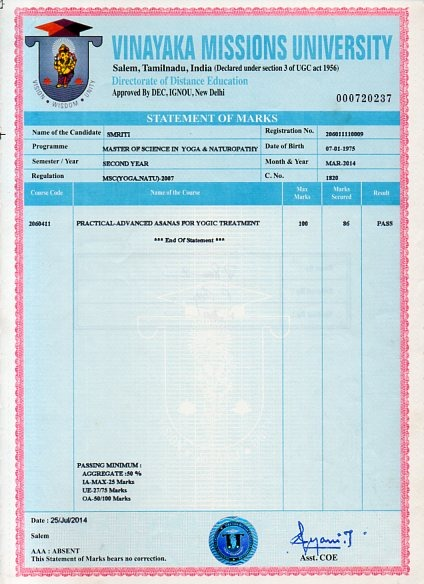 VISION WISDOM UNITY
VINAYAKA MISSIONS UNIVERSITY
Salem, Tamilnadu, India (Declared under section 3 of UGC act 1956)
Directorate of Distance Education
Approved By DEC, IGNOU, New Delhi
000720237
STATEMENT OF MARKS
Name of the Candidate SMRITI Registration No. 206011110009
Programme MASTER OF SCIENCE IN YOGA & NATUROPATHY Date of Birth 07-01-1975
Semester / Year SECOND YEAR Month & Year MAR-2014
Regulation MSC(YOGA,NATU)-2007 C. No. 1820
Course Code Name of the Course Max Marks Marks Secured Result
2060411 PRACTICAL-ADVANCED ASANAS FOR YOGIC TREATMENT 100 86 PASS
*** End Of Statement ***
PASSING MINIMUM :
AGGREGATE :50 %
IA-MAX-25 Marks
UE-27/75 Marks
OA-50/100 Marks
Date : 25/Jul/2014
Salem
AAA : ABSENT
This Statement of Marks bears no correction.
Asst. COE